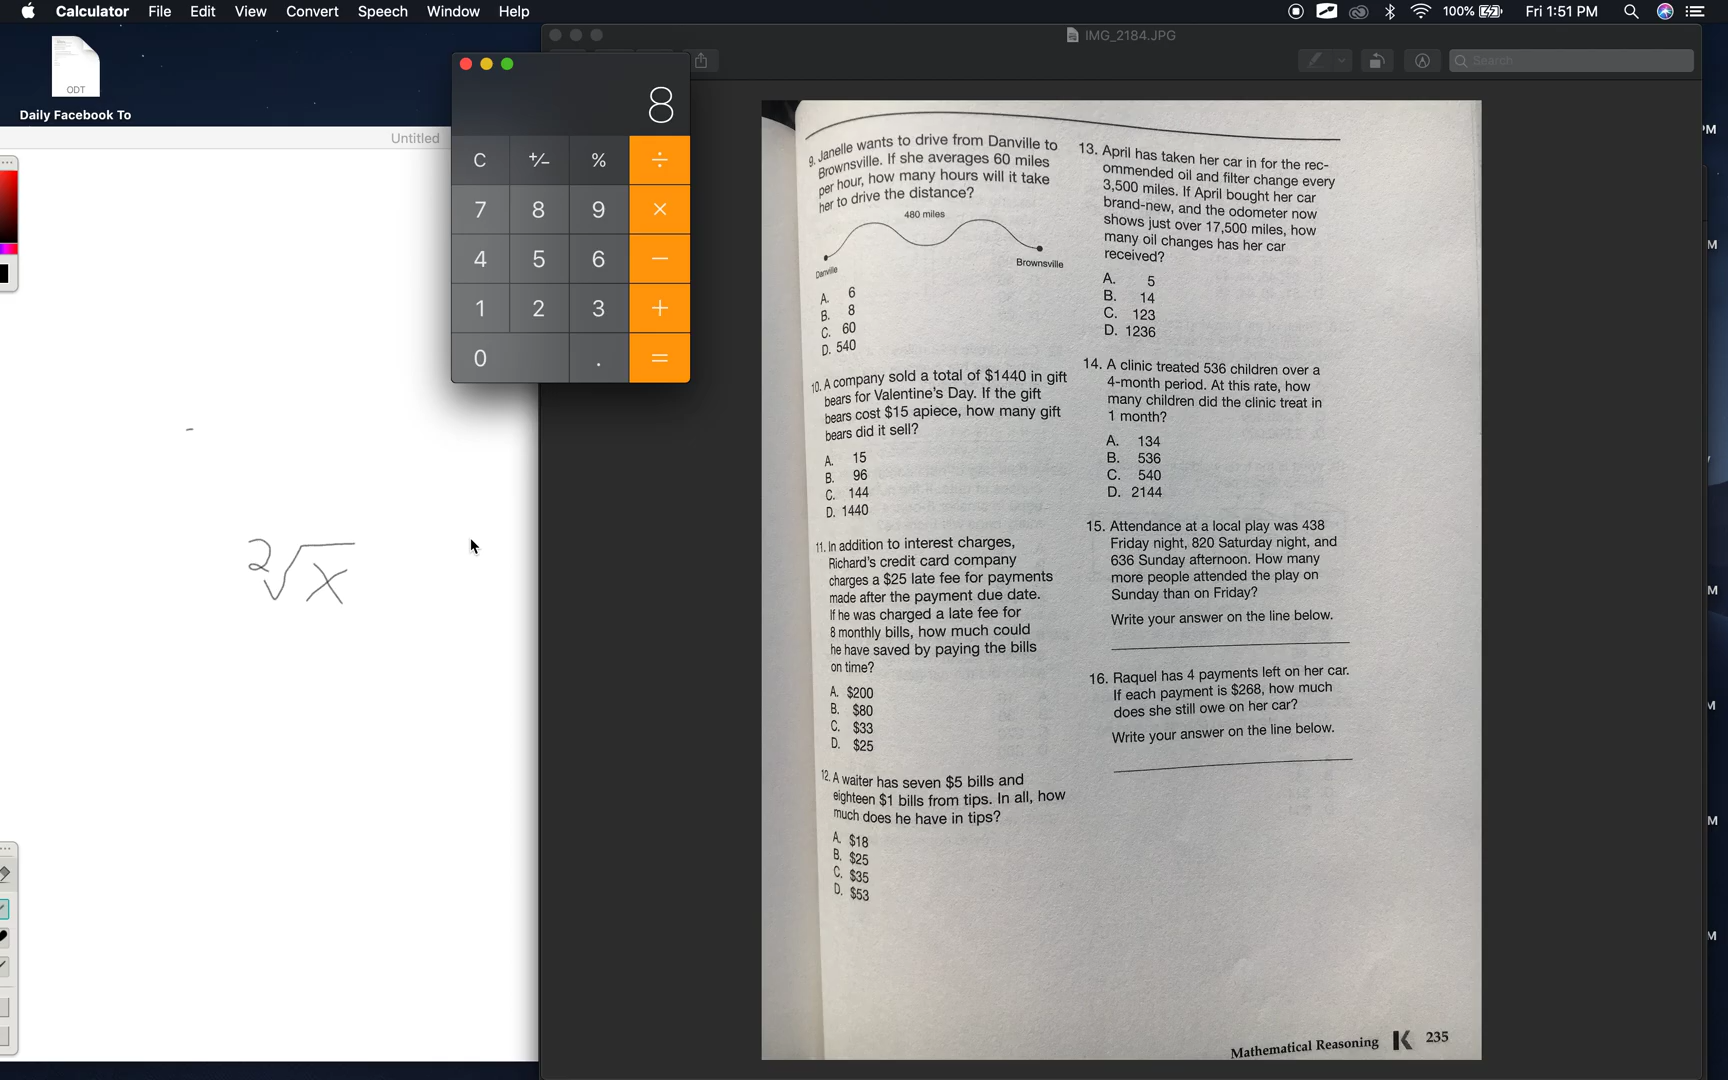 Calculator File Edit View Convert Speech Window Help
100% Fri 1:51 PM
ODT
Daily Facebook To
Untitled
IMG_2184.JPG
Search
8
C +/- % ÷
7 8 9 ×
4 5 6 −
1 2 3 +
0 . =
2√x
9. Janelle wants to drive from Danville to
Brownsville. If she averages 60 miles
per hour, how many hours will it take
her to drive the distance?
480 miles
Danville
Brownsville
A. 6
B. 8
C. 60
D. 540
10. A company sold a total of $1440 in gift
bears for Valentine's Day. If the gift
bears cost $15 apiece, how many gift
bears did it sell?
A. 15
B. 96
C. 144
D. 1440
11. In addition to interest charges,
Richard's credit card company
charges a $25 late fee for payments
made after the payment due date.
If he was charged a late fee for
8 monthly bills, how much could
he have saved by paying the bills
on time?
A. $200
B. $80
C. $33
D. $25
12. A waiter has seven $5 bills and
eighteen $1 bills from tips. In all, how
much does he have in tips?
A. $18
B. $25
C. $35
D. $53
13. April has taken her car in for the rec-
ommended oil and filter change every
3,500 miles. If April bought her car
brand-new, and the odometer now
shows just over 17,500 miles, how
many oil changes has her car
received?
A. 5
B. 14
C. 123
D. 1236
14. A clinic treated 536 children over a
4-month period. At this rate, how
many children did the clinic treat in
1 month?
A. 134
B. 536
C. 540
D. 2144
15. Attendance at a local play was 438
Friday night, 820 Saturday night, and
636 Sunday afternoon. How many
more people attended the play on
Sunday than on Friday?
Write your answer on the line below.
16. Raquel has 4 payments left on her car.
If each payment is $268, how much
does she still owe on her car?
Write your answer on the line below.
Mathematical Reasoning K 235